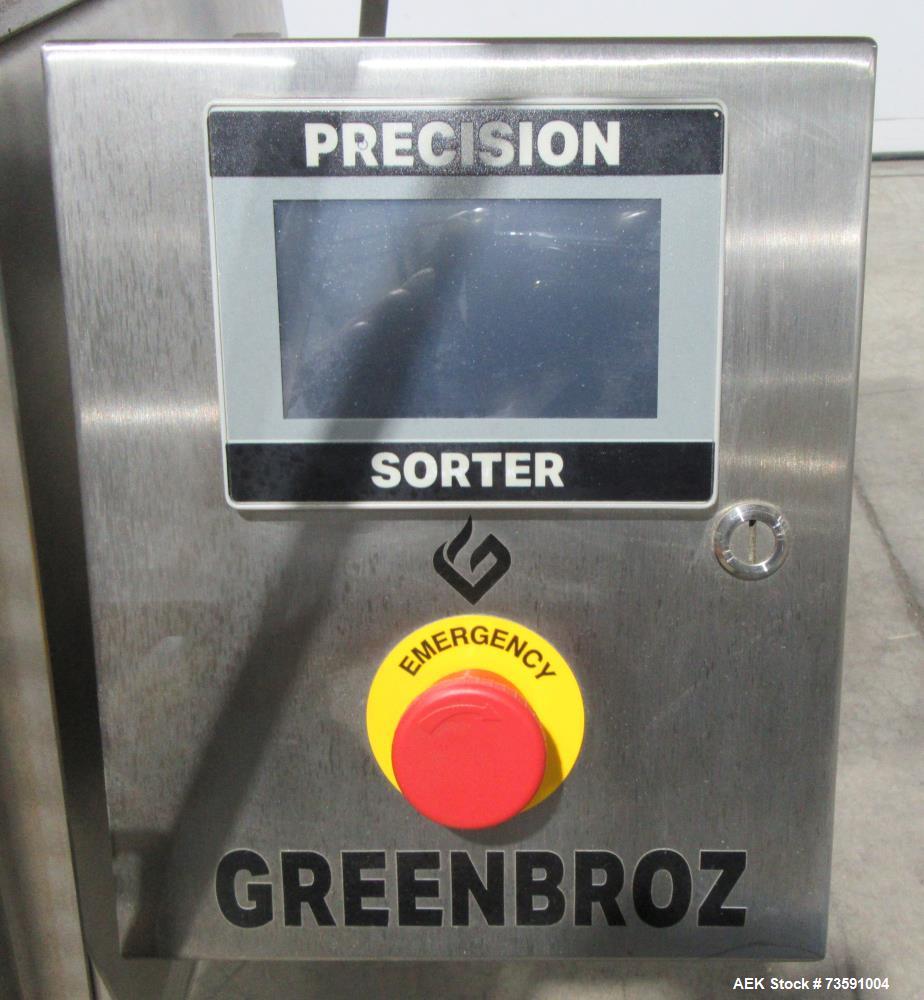 PRECISION
SORTER
EMERGENCY
GREENBROZ
AEK Stock # 73591004